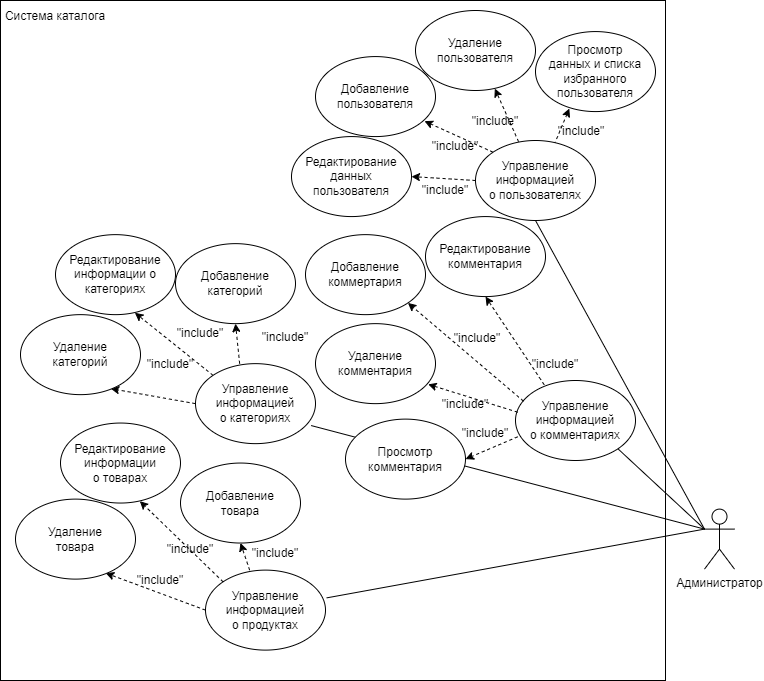 Система каталога
Удаление
пользователя
Просмотр
данных и списка
избранного
пользователя
Добавление
пользователя
"include"
"include"
"include"
Редактирование
данных
пользователя
"include"
Управление
информацией
о пользователях
Редактирование
информации о
категориях
Добавление
категорий
Добавление
коммертария
Редактирование
комментария
"include"
"include"
"include"
"include"
"include"
Удаление
категорий
Удаление
комментария
Управление
информацией
о категориях
"include"
Управление
информацией
о комментариях
"include"
Просмотр
комментария
Редактирование
информации
о товарах
Добавление
товара
Удаление
товара
"include"
"include"
"include"
Управление
информацией
о продуктах
Администратор